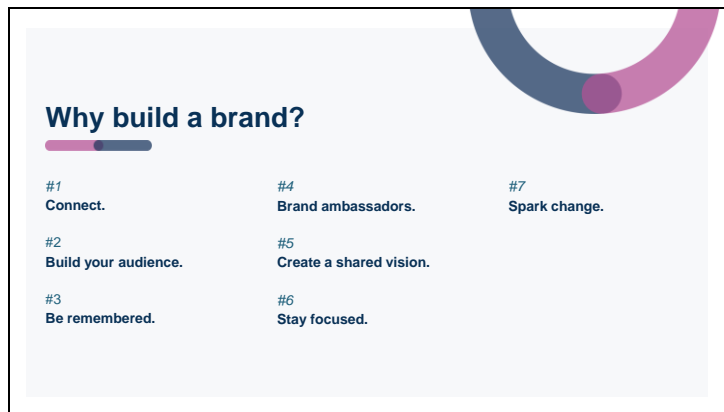 Why build a brand?
#1
Connect.
#2
Build your audience.
#3
Be remembered.
#4
Brand ambassadors.
#5
Create a shared vision.
#6
Stay focused.
#7
Spark change.